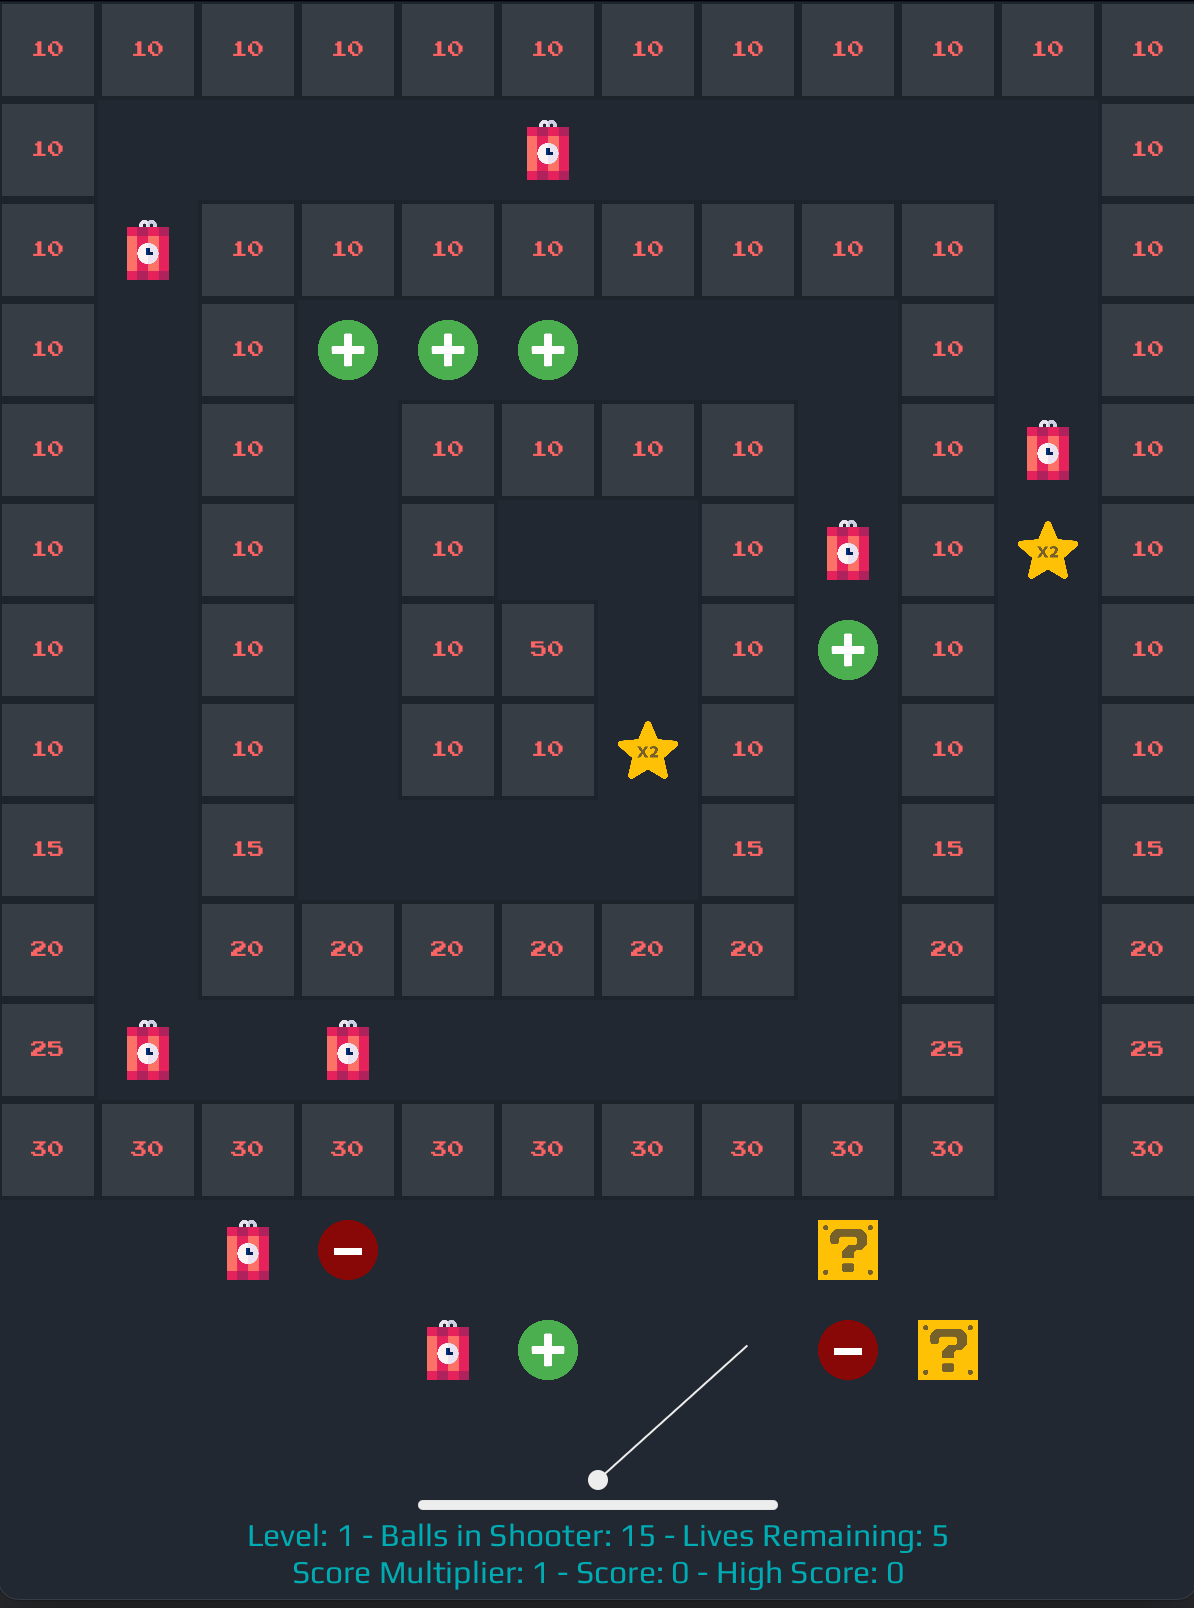 10 10 10 10 10 10 10 10 10 10 10 10
10 10
10 10 10 10 10 10 10 10 10 10
10 10 10 10
10 10 10 10 10 10 10 10
10 10 10 10 10 X2 10
10 10 10 50 10 10 10
10 10 10 10 X2 10 10 10
15 15 15 15 15
20 20 20 20 20 20 20 20 20
25 25 25
30 30 30 30 30 30 30 30 30 30 30
?
?
Level: 1 - Balls in Shooter: 15 - Lives Remaining: 5
Score Multiplier: 1 - Score: 0 - High Score: 0